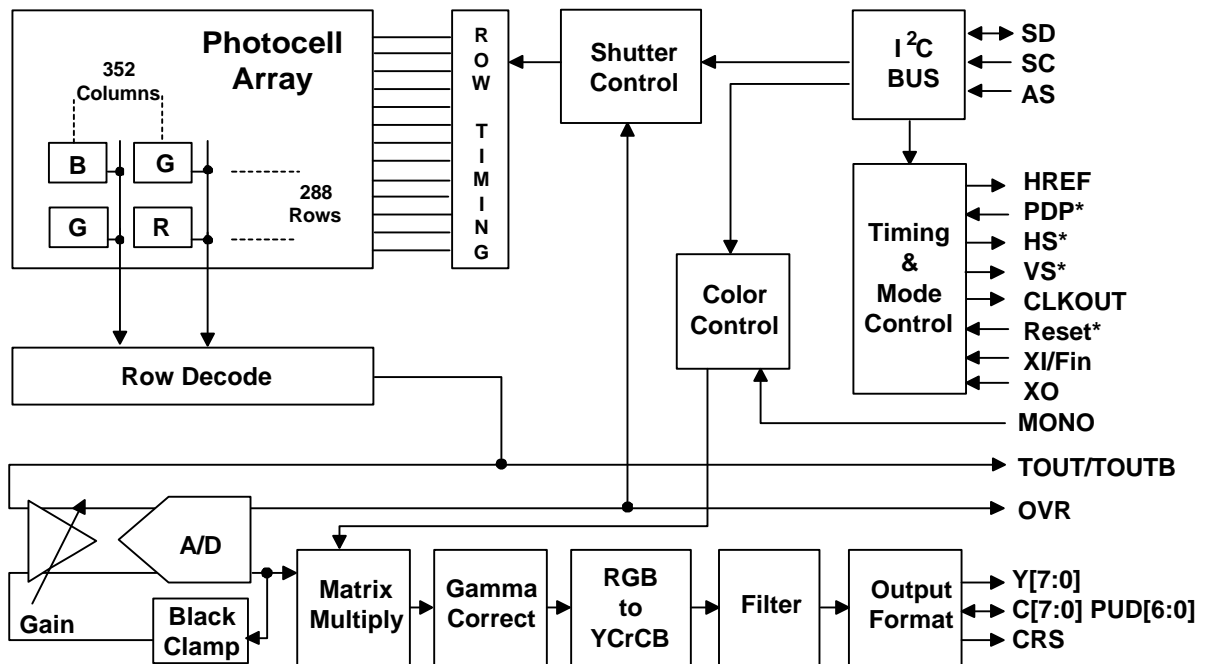 Photocell
Array
352
Columns
B
G
G
R
288
Rows
ROW TIMING
Shutter
Control
I²C
BUS
SD
SC
AS
Timing
&
Mode
Control
HREF
PDP*
HS*
VS*
CLKOUT
Reset*
XI/Fin
XO
MONO
Color
Control
Row Decode
TOUT/TOUTB
OVR
A/D
Gain
Black
Clamp
Matrix
Multiply
Gamma
Correct
RGB
to
YCrCB
Filter
Output
Format
Y[7:0]
C[7:0] PUD[6:0]
CRS